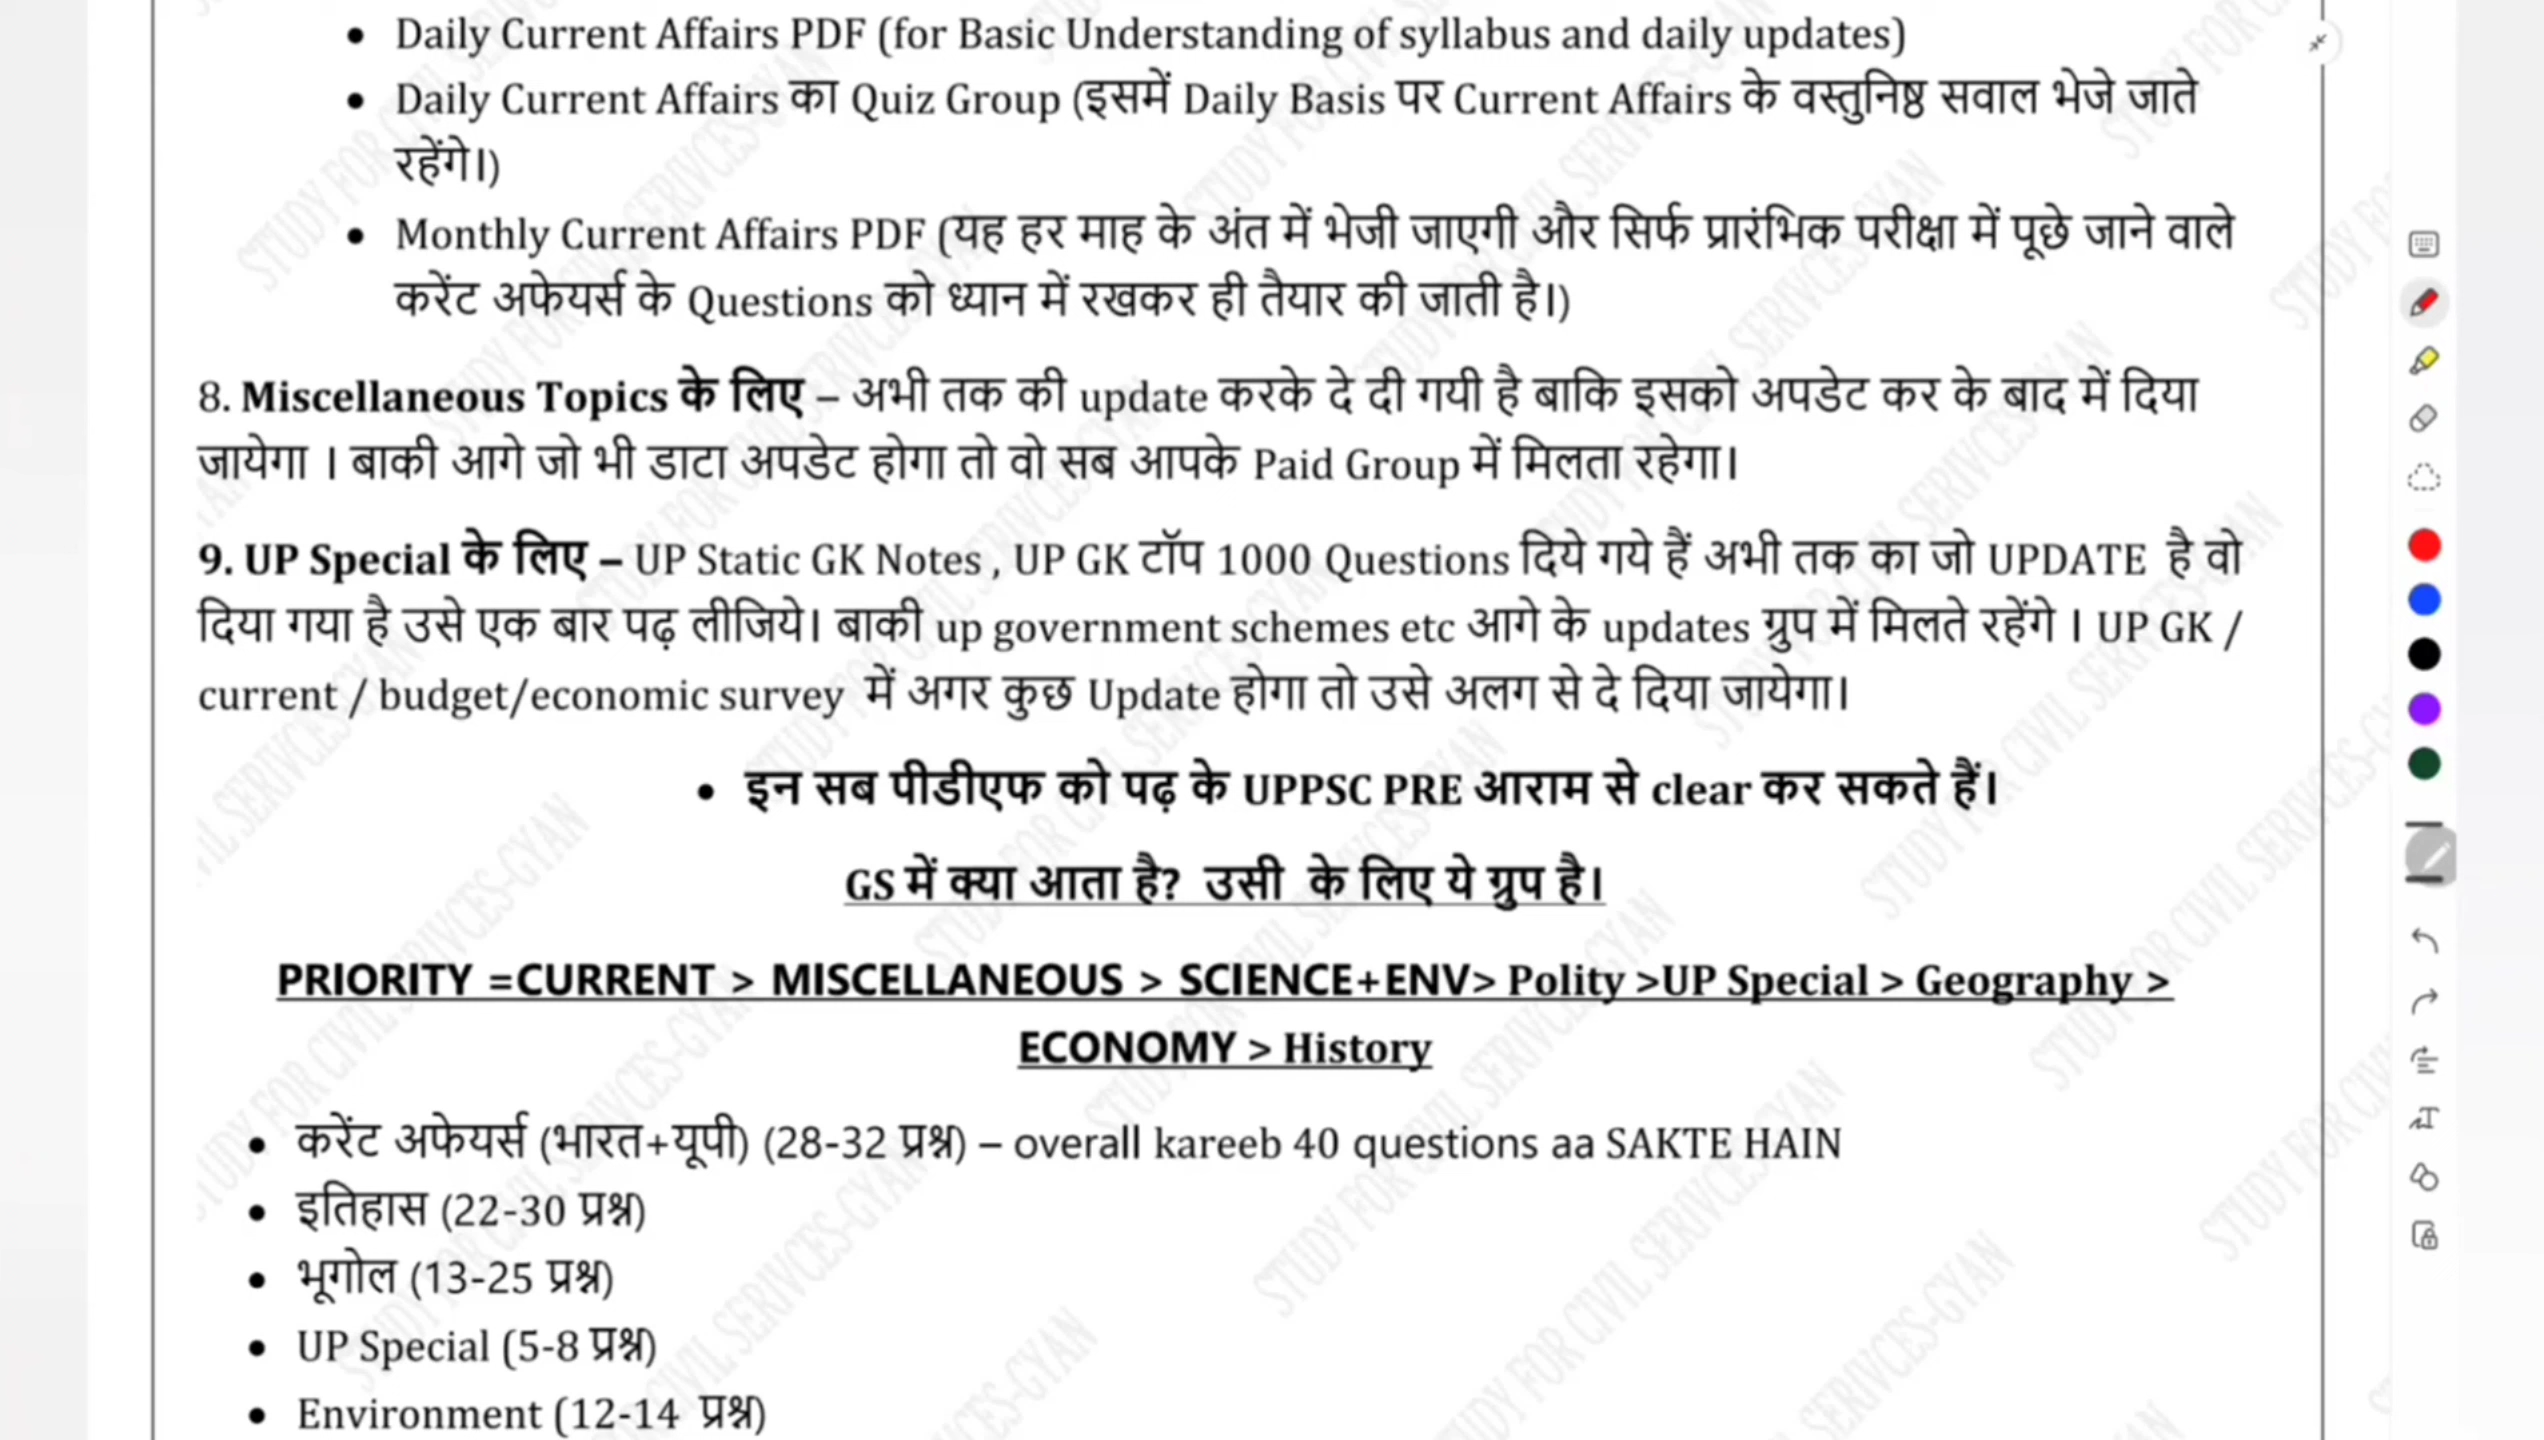 • Daily Current Affairs PDF (for Basic Understanding of syllabus and daily updates)
• Daily Current Affairs का Quiz Group (इसमें Daily Basis पर Current Affairs के वस्तुनिष्ठ सवाल भेजे जाते
रहेंगे।)
• Monthly Current Affairs PDF (यह हर माह के अंत में भेजी जाएगी और सिर्फ प्रारंभिक परीक्षा में पूछे जाने वाले
करेंट अफेयर्स के Questions को ध्यान में रखकर ही तैयार की जाती है।)
8. Miscellaneous Topics के लिए – अभी तक की update करके दे दी गयी है बाकि इसको अपडेट कर के बाद में दिया
जायेगा । बाकी आगे जो भी डाटा अपडेट होगा तो वो सब आपके Paid Group में मिलता रहेगा।
9. UP Special के लिए – UP Static GK Notes , UP GK टॉप 1000 Questions दिये गये हैं अभी तक का जो UPDATE है वो
दिया गया है उसे एक बार पढ़ लीजिये। बाकी up government schemes etc आगे के updates ग्रुप में मिलते रहेंगे । UP GK /
current / budget/economic survey में अगर कुछ Update होगा तो उसे अलग से दे दिया जायेगा।
• इन सब पीडीएफ को पढ़ के UPPSC PRE आराम से clear कर सकते हैं।
GS में क्या आता है? उसी के लिए ये ग्रुप है।
PRIORITY =CURRENT > MISCELLANEOUS > SCIENCE+ENV> Polity >UP Special > Geography >
ECONOMY > History
• करेंट अफेयर्स (भारत+यूपी) (28-32 प्रश्न) – overall kareeb 40 questions aa SAKTE HAIN
• इतिहास (22-30 प्रश्न)
• भूगोल (13-25 प्रश्न)
• UP Special (5-8 प्रश्न)
• Environment (12-14 प्रश्न)
STUDY FOR CIVIL SERIVCES-GYAN